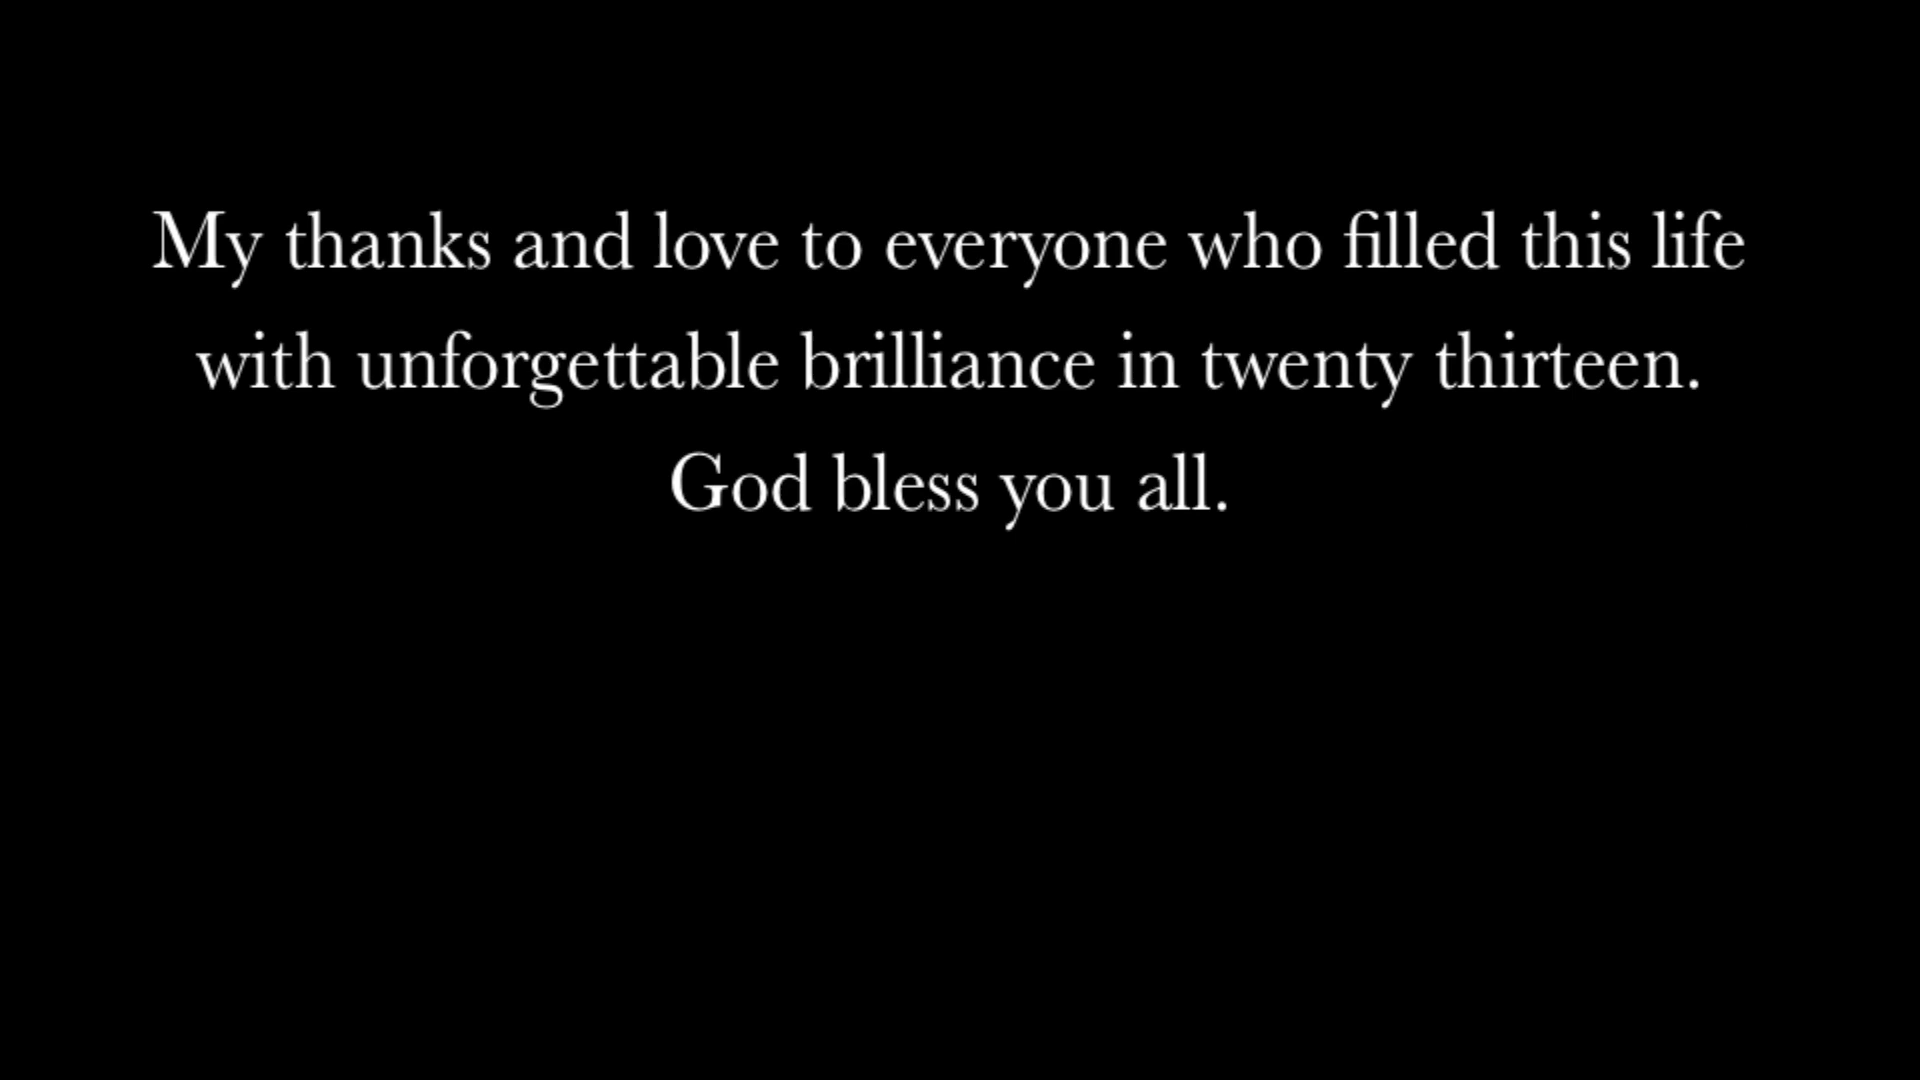 My thanks and love to everyone who filled this life
with unforgettable brilliance in twenty thirteen.
God bless you all.